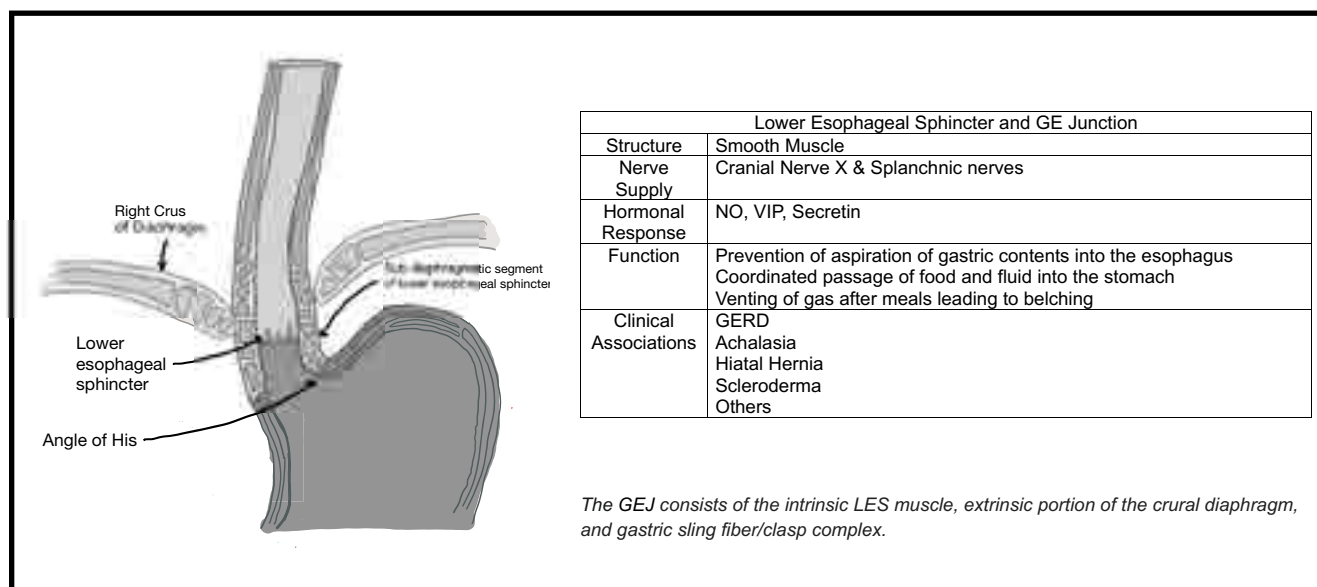 Right Crus
of Diaphragm
Sub-diaphragmatic segment
of lower esophageal sphincter
Lower
esophageal
sphincter
Angle of His
Lower Esophageal Sphincter and GE Junction
Structure Smooth Muscle
Nerve Cranial Nerve X & Splanchnic nerves
Supply
Hormonal NO, VIP, Secretin
Response
Function Prevention of aspiration of gastric contents into the esophagus
Coordinated passage of food and fluid into the stomach
Venting of gas after meals leading to belching
Clinical GERD
Associations Achalasia
Hiatal Hernia
Scleroderma
Others
The GEJ consists of the intrinsic LES muscle, extrinsic portion of the crural diaphragm,
and gastric sling fiber/clasp complex.